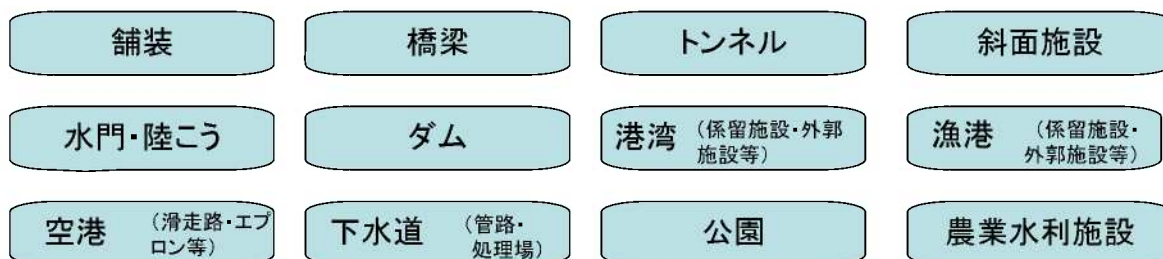 舗装
橋梁
トンネル
斜面施設
水門・陸こう
ダム
港湾 (係留施設・外郭
施設等)
漁港 (係留施設・
外郭施設等)
空港 (滑走路・エプ
ロン等)
下水道 (管路・
処理場)
公園
農業水利施設